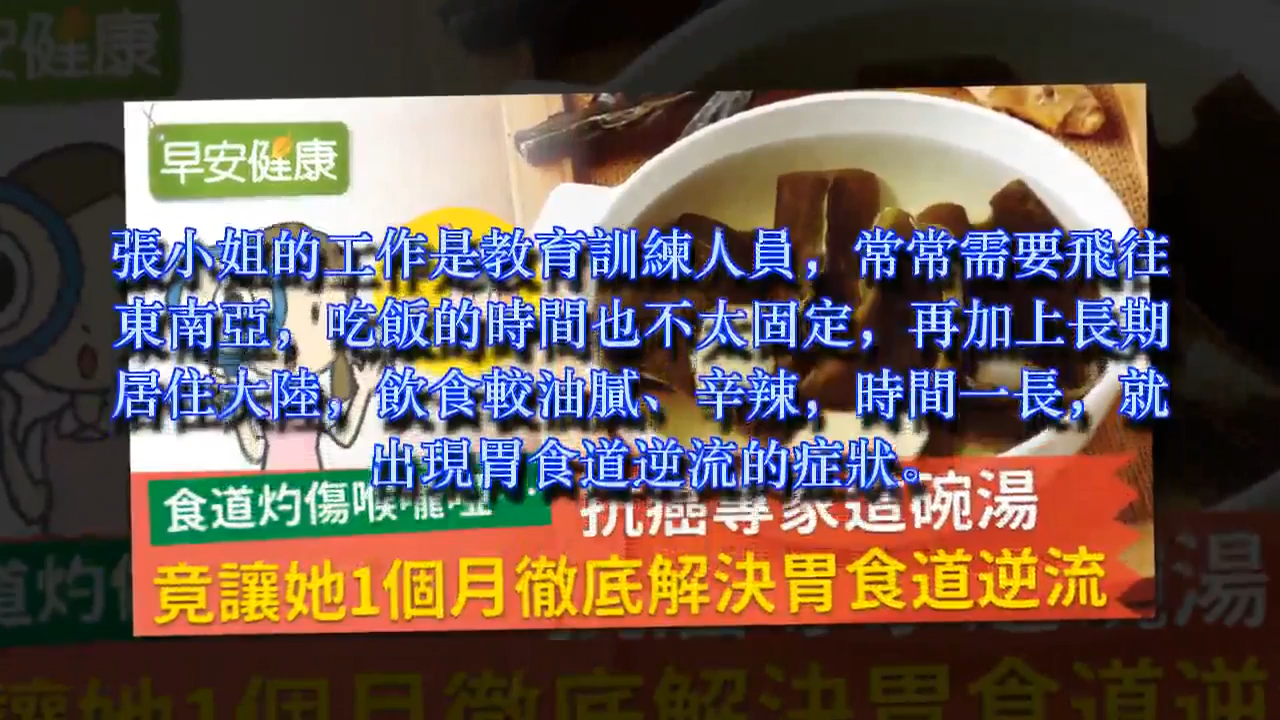 早安健康
張小姐的工作是教育訓練人員，常常需要飛往
東南亞，吃飯的時間也不太固定，再加上長期
居住大陸，飲食較油膩、辛辣，時間一長，就
出現胃食道逆流的症狀。
食道灼傷喉嚨啞
抗癌專家這碗湯
竟讓她1個月徹底解決胃食道逆流